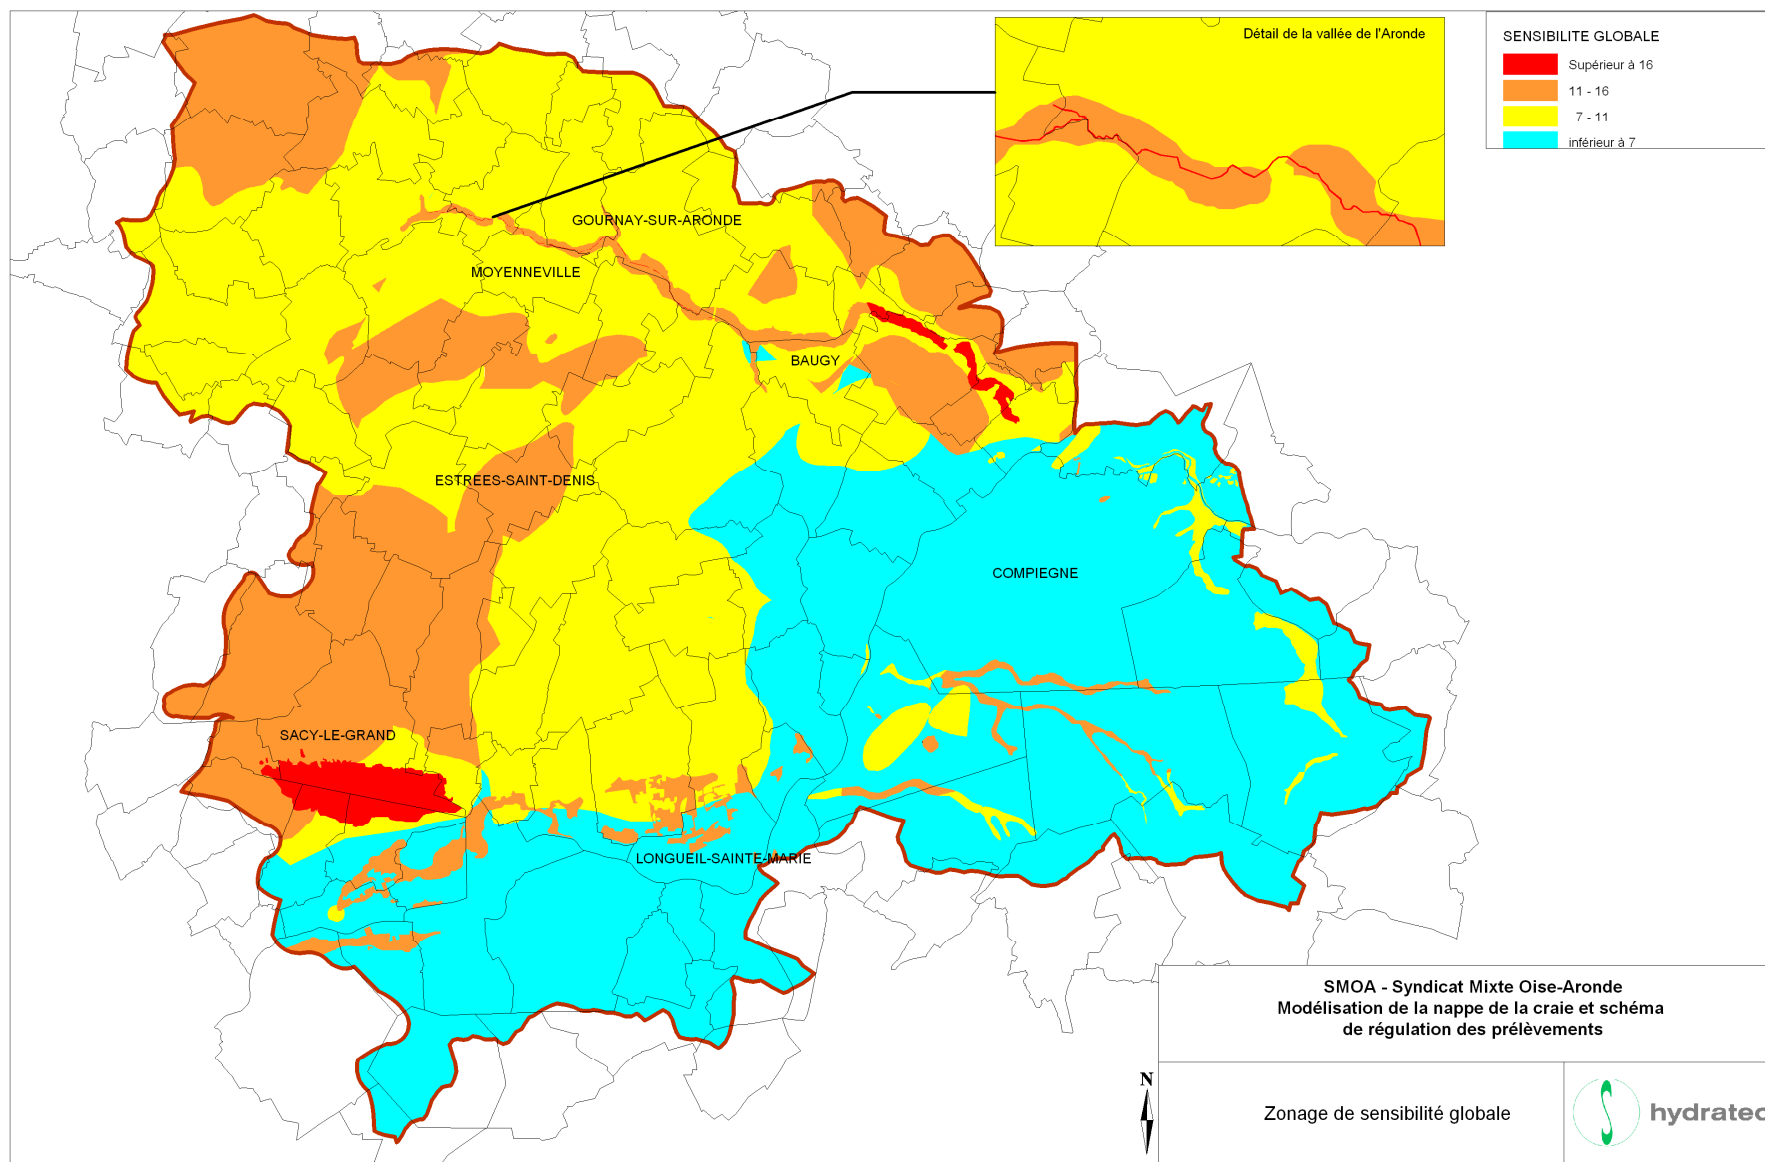 Détail de la vallée de l'Aronde
SENSIBILITE GLOBALE
Supérieur à 16
11 - 16
7 - 11
inférieur à 7
GOURNAY-SUR-ARONDE
MOYENNEVILLE
BAUGY
ESTREES-SAINT-DENIS
COMPIEGNE
SACY-LE-GRAND
LONGUEIL-SAINTE-MARIE
SMOA - Syndicat Mixte Oise-Aronde
Modélisation de la nappe de la craie et schéma
de régulation des prélèvements
N
Zonage de sensibilité globale
hydratec